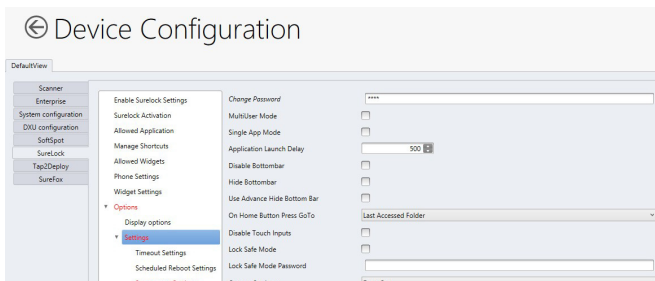 Device Configuration
DefaultView
Scanner
Enterprise
System configuration
DXU configuration
SoftSpot
SureLock
Tap2Deploy
SureFox
Enable Surelock Settings
Surelock Activation
Allowed Application
Manage Shortcuts
Allowed Widgets
Phone Settings
Widget Settings
Options
Display options
Settings
Timeout Settings
Scheduled Reboot Settings
Change Password ****
MultiUser Mode
Single App Mode
Application Launch Delay 500
Disable Bottombar
Hide Bottombar
Use Advance Hide Bottom Bar
On Home Button Press GoTo Last Accessed Folder
Disable Touch Inputs
Lock Safe Mode
Lock Safe Mode Password